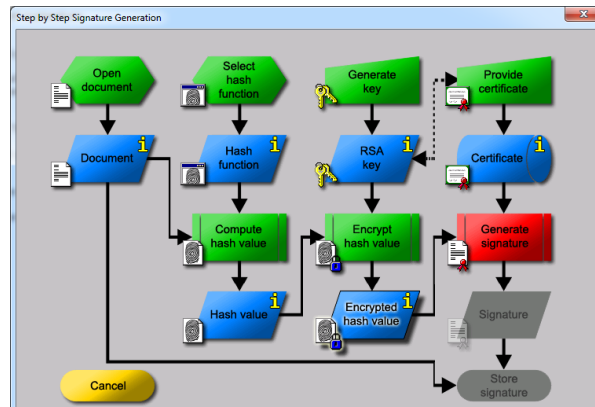 Step by Step Signature Generation
Open
document
Select
hash
function
Generate
key
Provide
certificate
Document
Hash
function
RSA
key
Certificate
Compute
hash value
Encrypt
hash value
Generate
signature
Hash value
Encrypted
hash value
Signature
Cancel
Store
signature